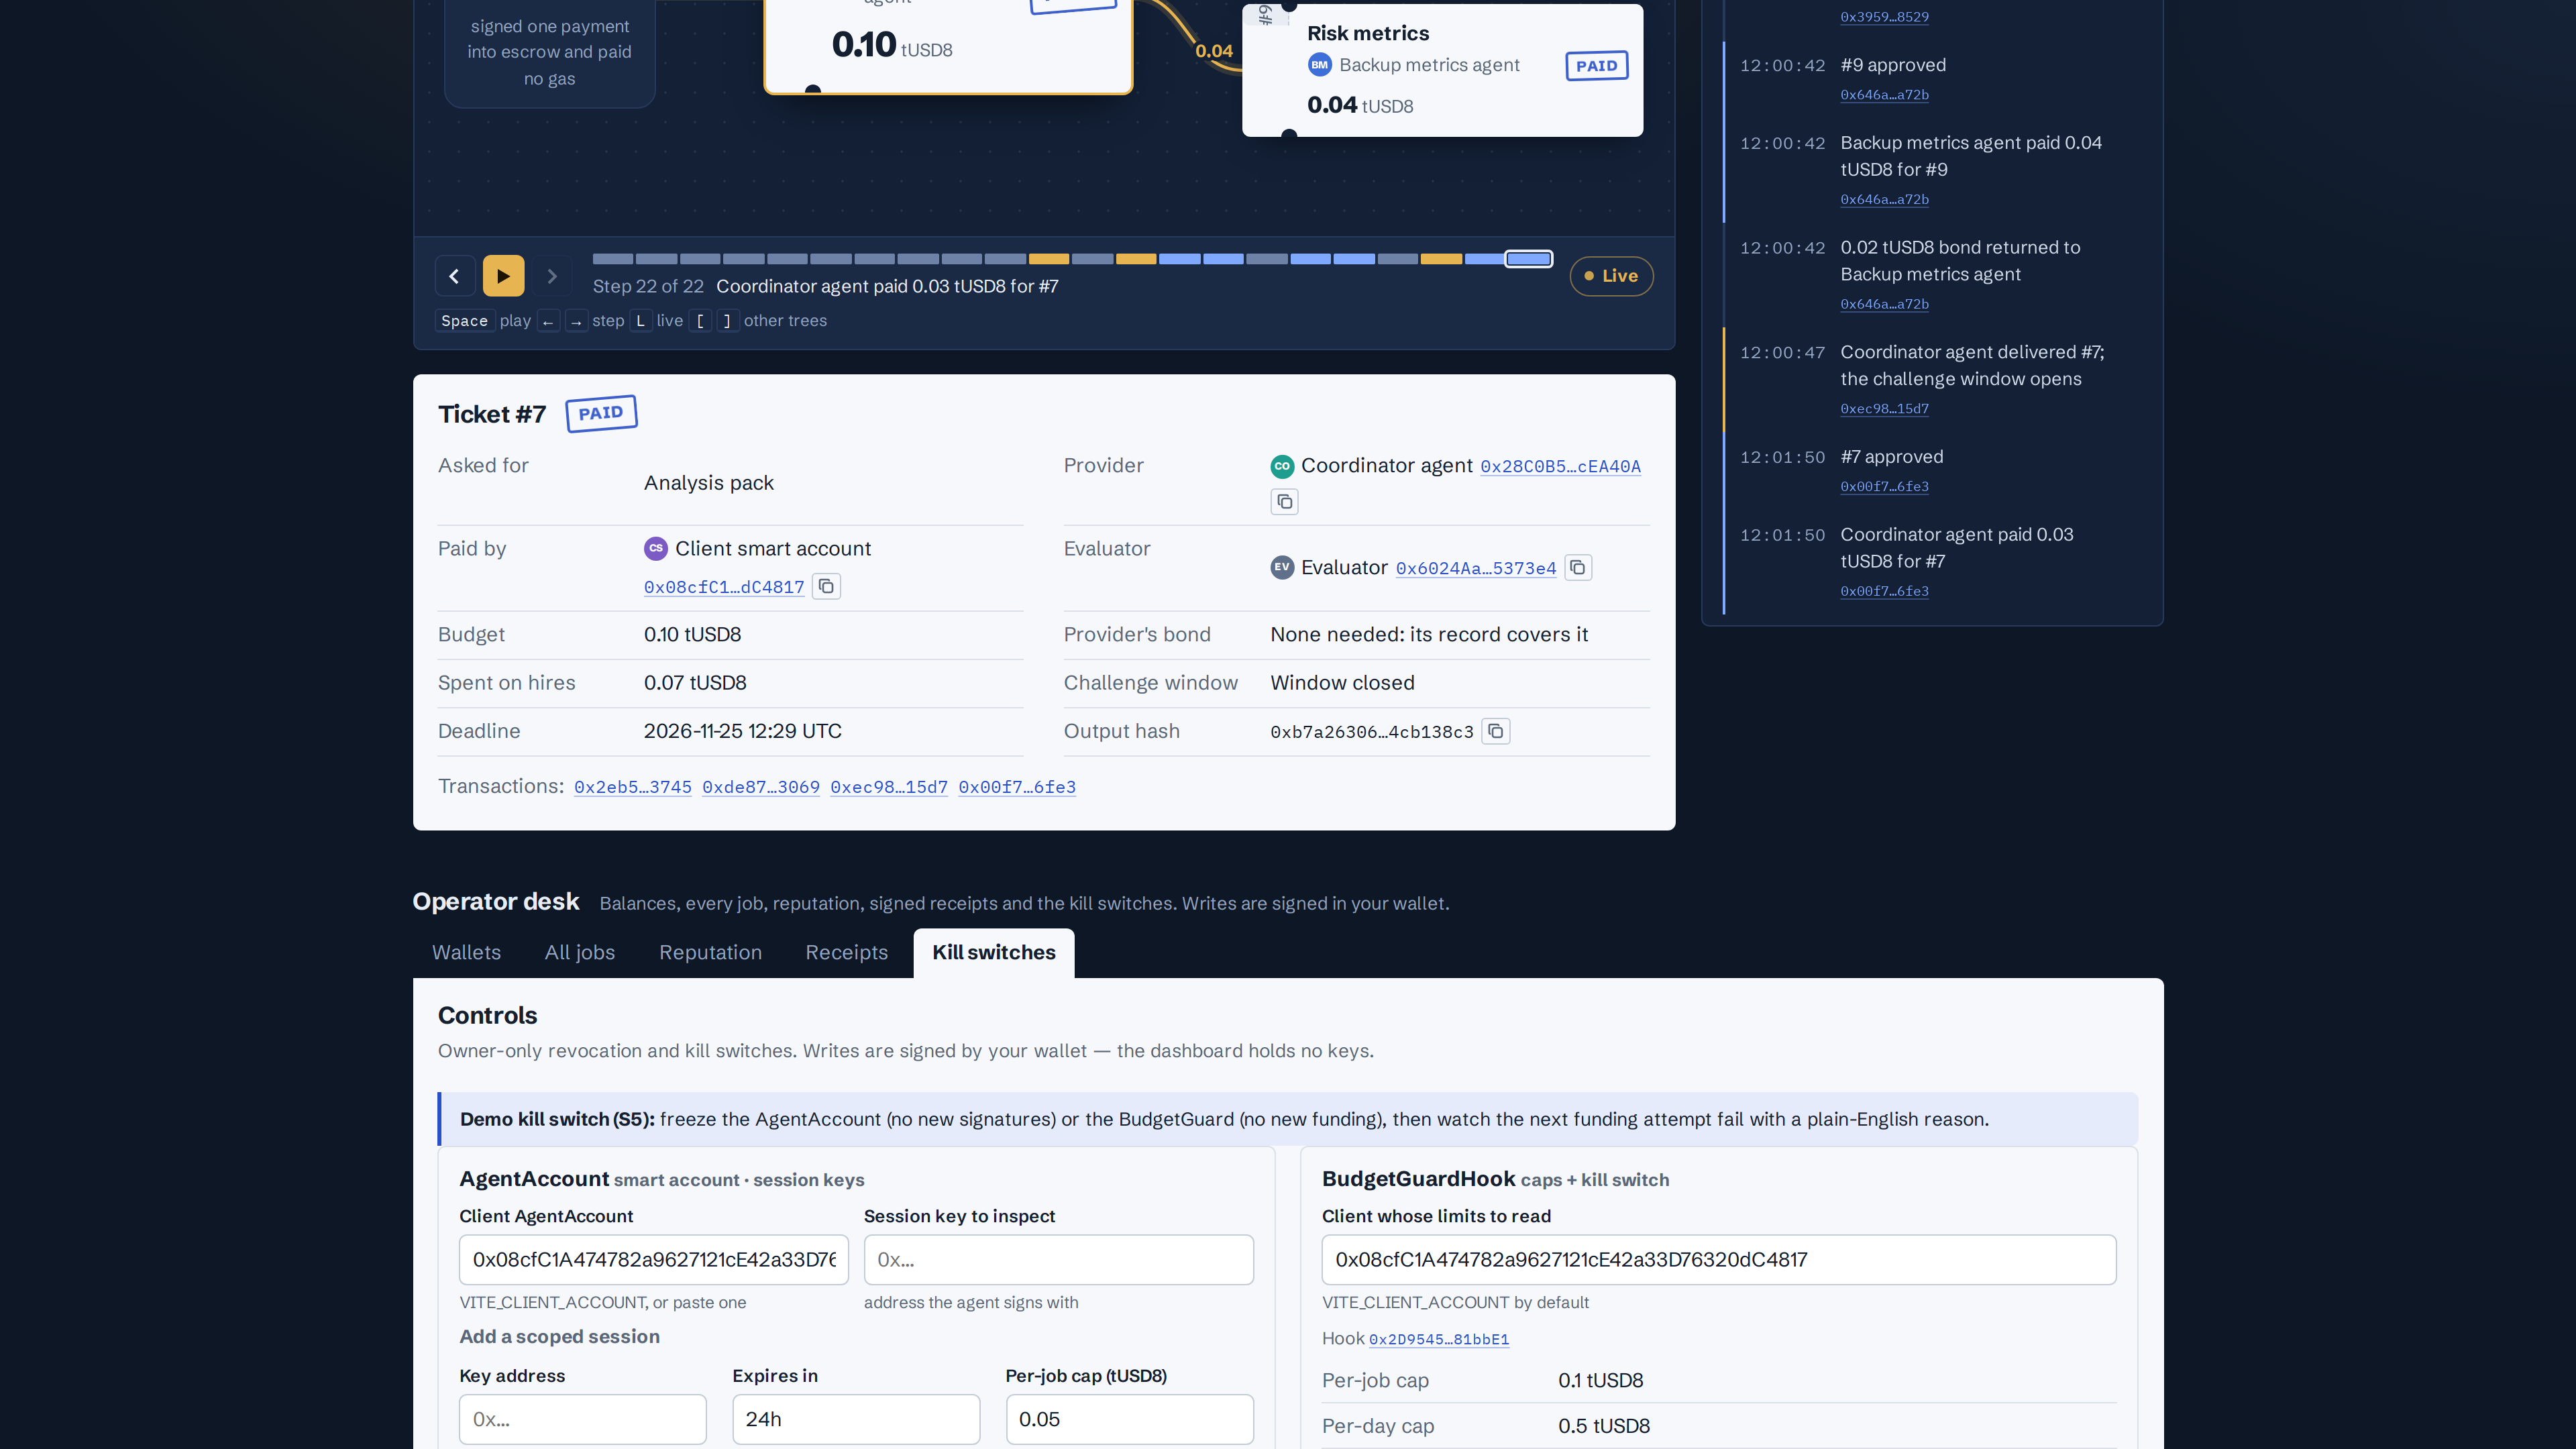 signed one payment
into escrow and paid
no gas
agent
0.10 tUSD8
0.04
#9
Risk metrics
BM Backup metrics agent
PAID
0.04 tUSD8
Step 22 of 22 Coordinator agent paid 0.03 tUSD8 for #7
Live
Space play ← → step L live [ ] other trees
0x3959…8529
12:00:42 #9 approved
0x646a…a72b
12:00:42 Backup metrics agent paid 0.04
tUSD8 for #9
0x646a…a72b
12:00:42 0.02 tUSD8 bond returned to
Backup metrics agent
0x646a…a72b
12:00:47 Coordinator agent delivered #7;
the challenge window opens
0xec98…15d7
12:01:50 #7 approved
0x00f7…6fe3
12:01:50 Coordinator agent paid 0.03
tUSD8 for #7
0x00f7…6fe3
Ticket #7 PAID
Asked for Analysis pack
Paid by CS Client smart account
0x08cfC1…dC4817
Budget 0.10 tUSD8
Spent on hires 0.07 tUSD8
Deadline 2026-11-25 12:29 UTC
Provider CO Coordinator agent 0x28C0B5…cEA40A
Evaluator EV Evaluator 0x6024Aa…5373e4
Provider's bond None needed: its record covers it
Challenge window Window closed
Output hash 0xb7a26306…4cb138c3
Transactions: 0x2eb5…3745 0xde87…3069 0xec98…15d7 0x00f7…6fe3
Operator desk Balances, every job, reputation, signed receipts and the kill switches. Writes are signed in your wallet.
Wallets All jobs Reputation Receipts Kill switches
Controls
Owner-only revocation and kill switches. Writes are signed by your wallet — the dashboard holds no keys.
Demo kill switch (S5): freeze the AgentAccount (no new signatures) or the BudgetGuard (no new funding), then watch the next funding attempt fail with a plain-English reason.
AgentAccount smart account · session keys
Client AgentAccount Session key to inspect
0x08cfC1A474782a9627121cE42a33D76 0x...
VITE_CLIENT_ACCOUNT, or paste one address the agent signs with
Add a scoped session
Key address Expires in Per-job cap (tUSD8)
0x... 24h 0.05
BudgetGuardHook caps + kill switch
Client whose limits to read
0x08cfC1A474782a9627121cE42a33D76320dC4817
VITE_CLIENT_ACCOUNT by default
Hook 0x2D9545…81bbE1
Per-job cap 0.1 tUSD8
Per-day cap 0.5 tUSD8